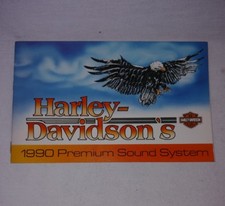 Harley-
Davidson's
1990 Premium Sound System